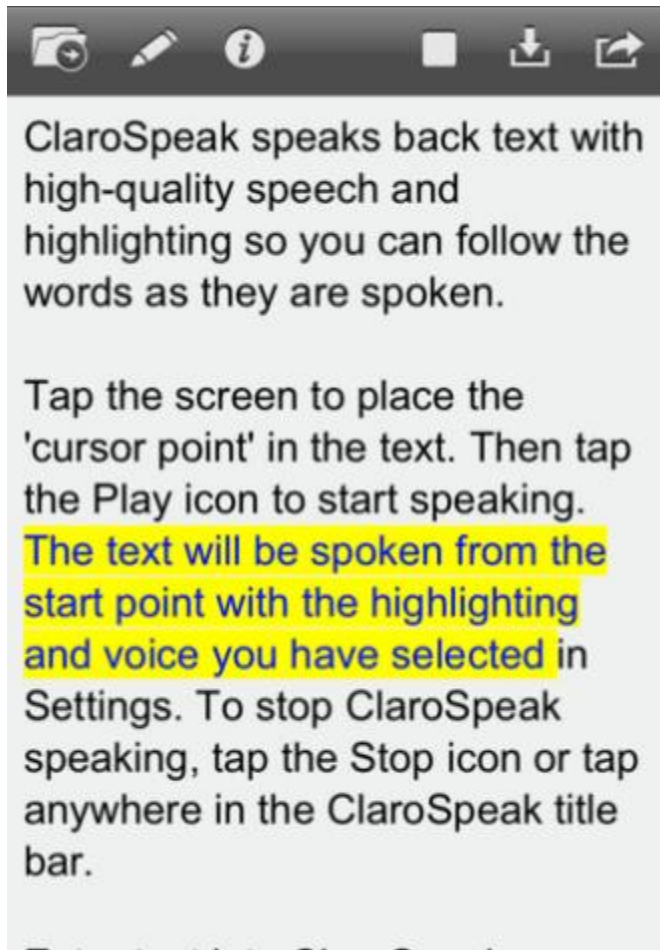 ClaroSpeak speaks back text with
high-quality speech and
highlighting so you can follow the
words as they are spoken.
Tap the screen to place the
'cursor point' in the text. Then tap
the Play icon to start speaking.
The text will be spoken from the
start point with the highlighting
and voice you have selected in
Settings. To stop ClaroSpeak
speaking, tap the Stop icon or tap
anywhere in the ClaroSpeak title
bar.